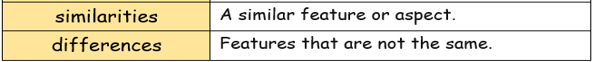 similarities A similar feature or aspect.
differences Features that are not the same.